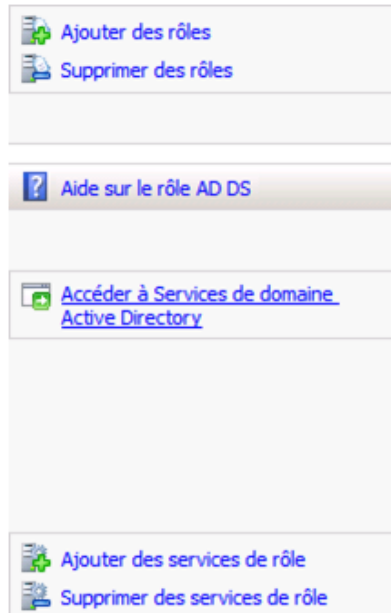 Ajouter des rôles
Supprimer des rôles
Aide sur le rôle AD DS
Accéder à Services de domaine
Active Directory
Ajouter des services de rôle
Supprimer des services de rôle